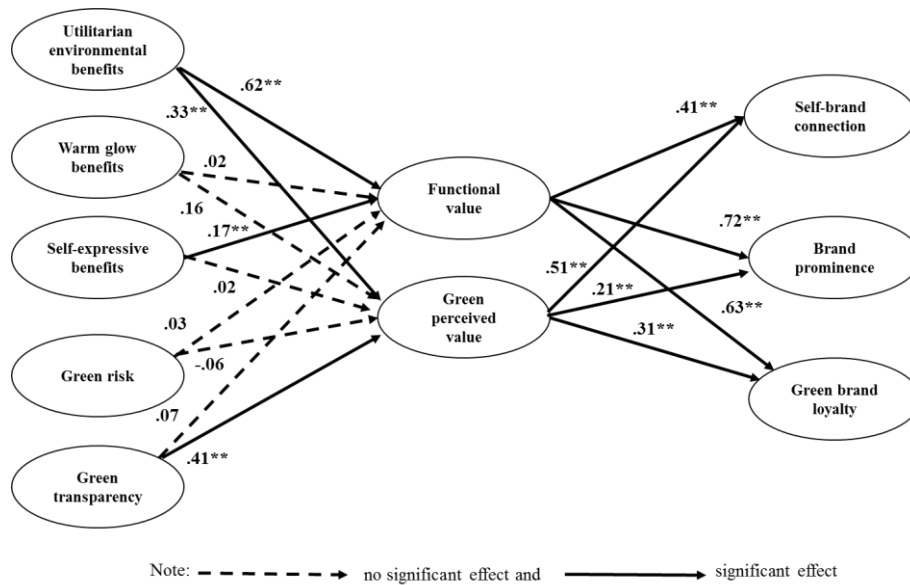 Utilitarian
environmental
benefits
.62**
.33**
Warm glow
benefits
.02
.16
Self-expressive
benefits
.17**
.02
Green risk
.03
-.06
Green
transparency
.07
.41**
Functional
value
Green
perceived
value
.41**
.72**
.63**
.51**
.21**
.31**
Self-brand
connection
Brand
prominence
Green brand
loyalty
Note: no significant effect and significant effect